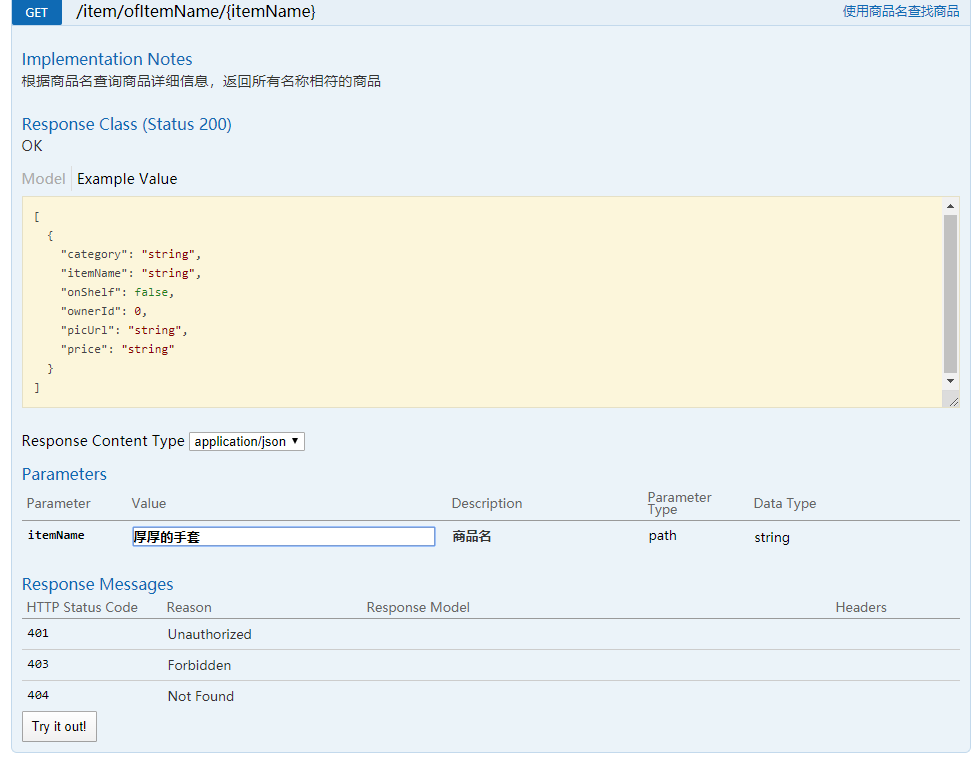 GET /item/ofItemName/{itemName} 使用商品名查找商品
Implementation Notes
根据商品名查询商品详细信息，返回所有名称相符的商品
Response Class (Status 200)
OK
Model Example Value
[
{
"category": "string",
"itemName": "string",
"onShelf": false,
"ownerId": 0,
"picUrl": "string",
"price": "string"
}
]
Response Content Type application/json
Parameters
Parameter Value Description Parameter Type Data Type
itemName 厚厚的手套 商品名 path string
Response Messages
HTTP Status Code Reason Response Model Headers
401 Unauthorized
403 Forbidden
404 Not Found
Try it out!